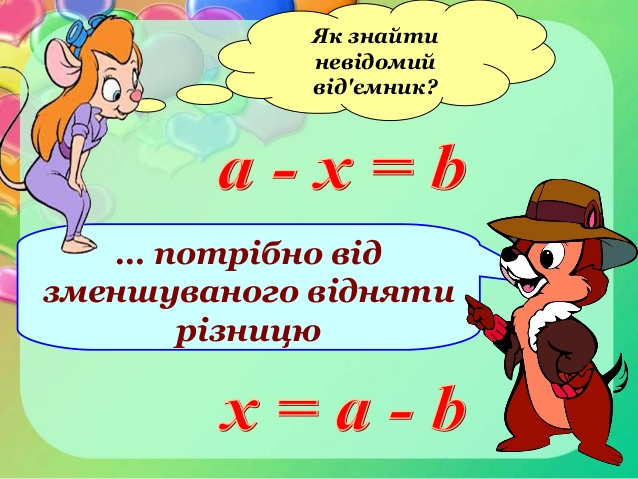 Як знайти
невідомий
від'ємник?
a - x = b
... потрібно від
зменшуваного відняти
різницю
x = a - b